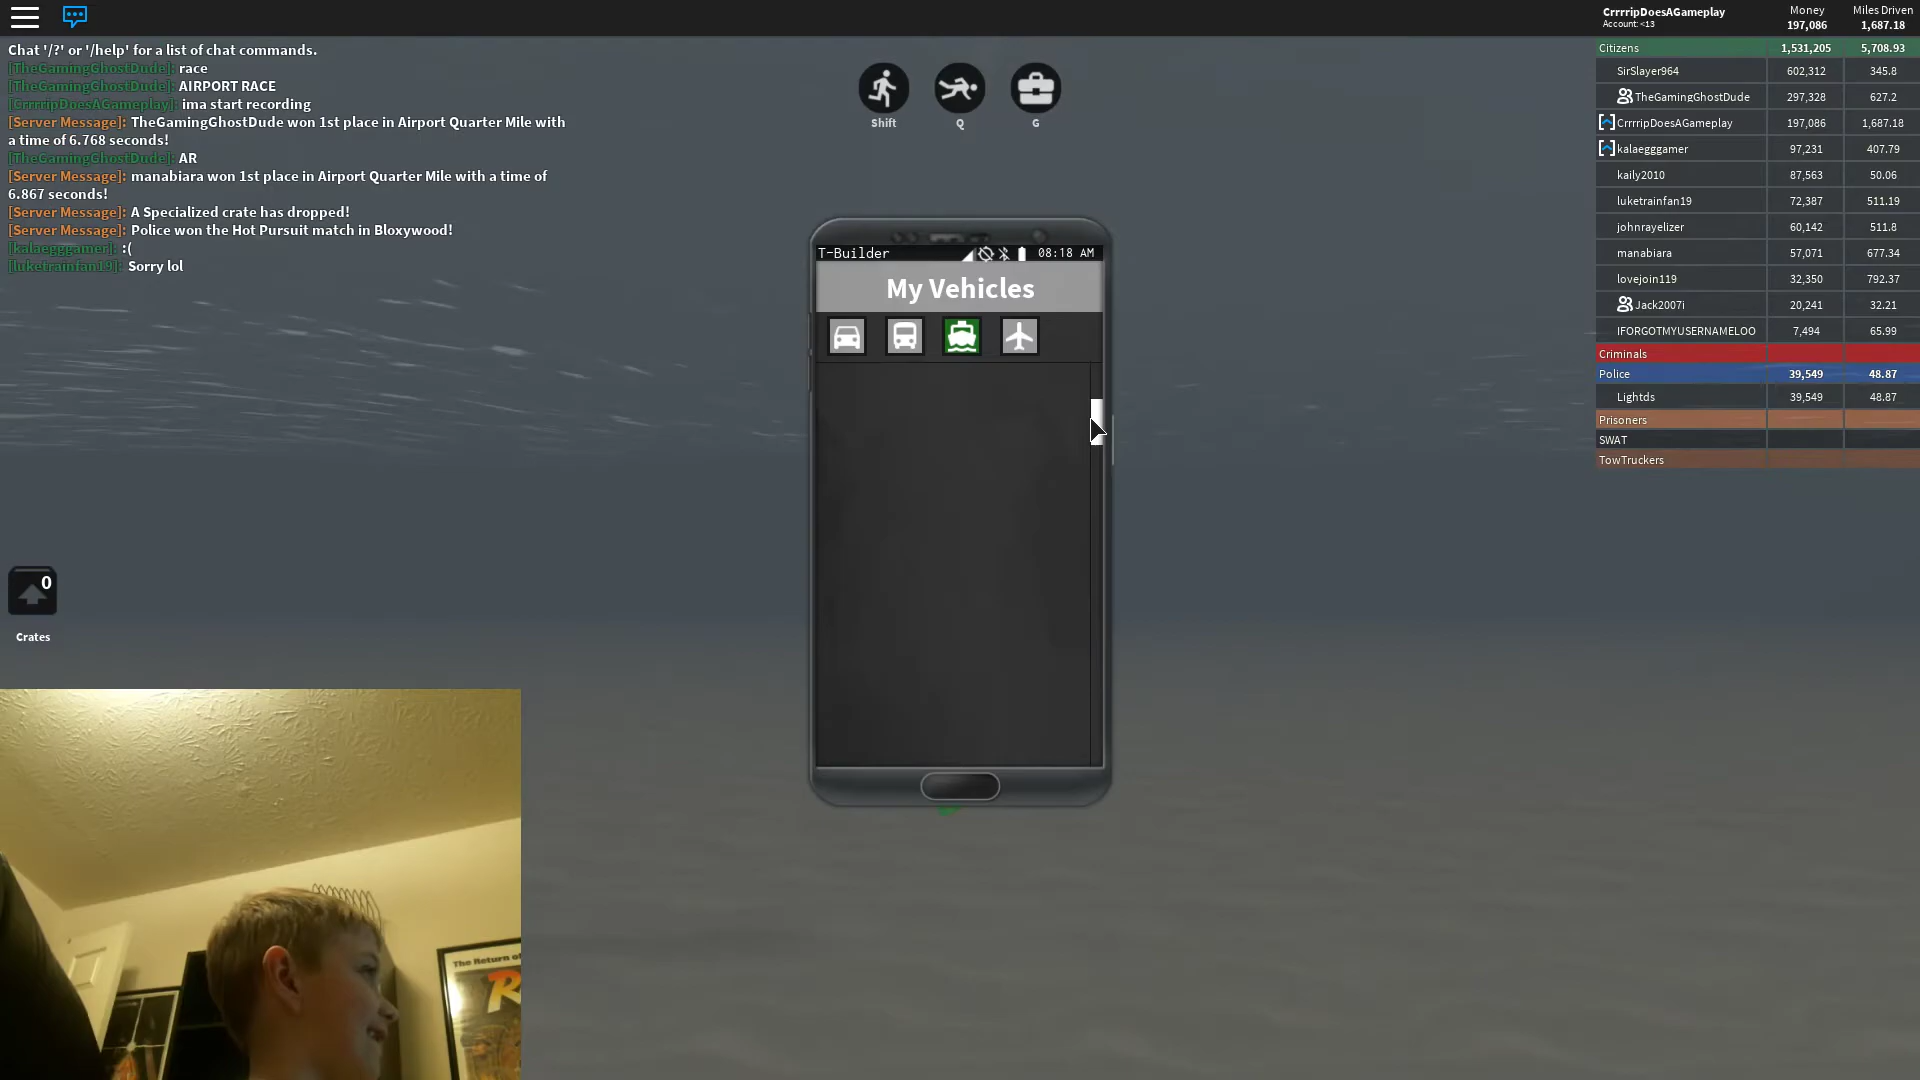 Chat '/?' or '/help' for a list of chat commands.
[TheGamingGhostDude]: race
[TheGamingGhostDude]: AIRPORT RACE
[CrrrripDoesAGameplay]: ima start recording
[Server Message]: TheGamingGhostDude won 1st place in Airport Quarter Mile with
a time of 6.768 seconds!
[TheGamingGhostDude]: AR
[Server Message]: manabiara won 1st place in Airport Quarter Mile with a time of
6.867 seconds!
[Server Message]: A Specialized crate has dropped!
[Server Message]: Police won the Hot Pursuit match in Bloxywood!
[kalaegggamer]: :(
[luketrainfan19]: Sorry lol
Shift
Q
G
T-Builder 08:18 AM
My Vehicles
0
Crates
CrrrripDoesAGameplay Money Miles Driven
Account: <13 197,086 1,687.18
Citizens 1,531,205 5,708.93
SirSlayer964 602,312 345.8
TheGamingGhostDude 297,328 627.2
CrrrripDoesAGameplay 197,086 1,687.18
kalaegggamer 97,231 407.79
kaily2010 87,563 50.06
luketrainfan19 72,387 511.19
johnrayelizer 60,142 511.8
manabiara 57,071 677.34
lovejoin119 32,350 792.37
Jack2007i 20,241 32.21
IFORGOTMYUSERNAMELOO 7,494 65.99
Criminals
Police 39,549 48.87
Lightds 39,549 48.87
Prisoners
SWAT
TowTruckers
The Return of
R